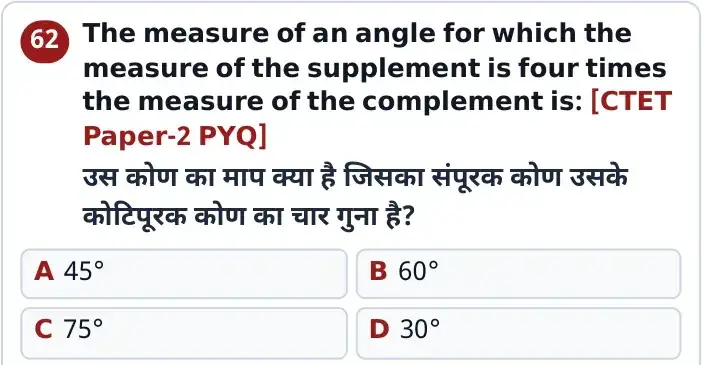 62 The measure of an angle for which the
measure of the supplement is four times
the measure of the complement is: [CTET
Paper-2 PYQ]
उस कोण का माप क्या है जिसका संपूरक कोण उसके
कोटिपूरक कोण का चार गुना है?
A 45°
B 60°
C 75°
D 30°